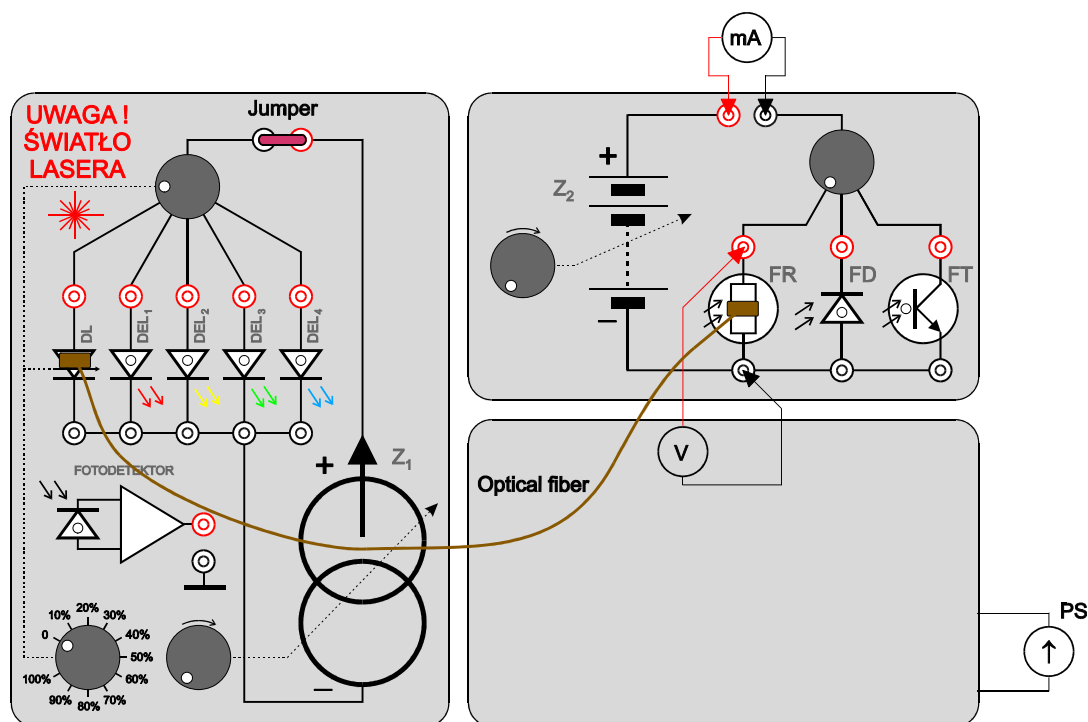 UWAGA !
ŚWIATŁO
LASERA
Jumper
DL
DEL1
DEL2
DEL3
DEL4
FOTODETEKTOR
+
Z1
–
0
10%
20%
30%
40%
50%
60%
70%
80%
90%
100%
Optical fiber
mA
+
Z2
–
FR
FD
FT
V
PS